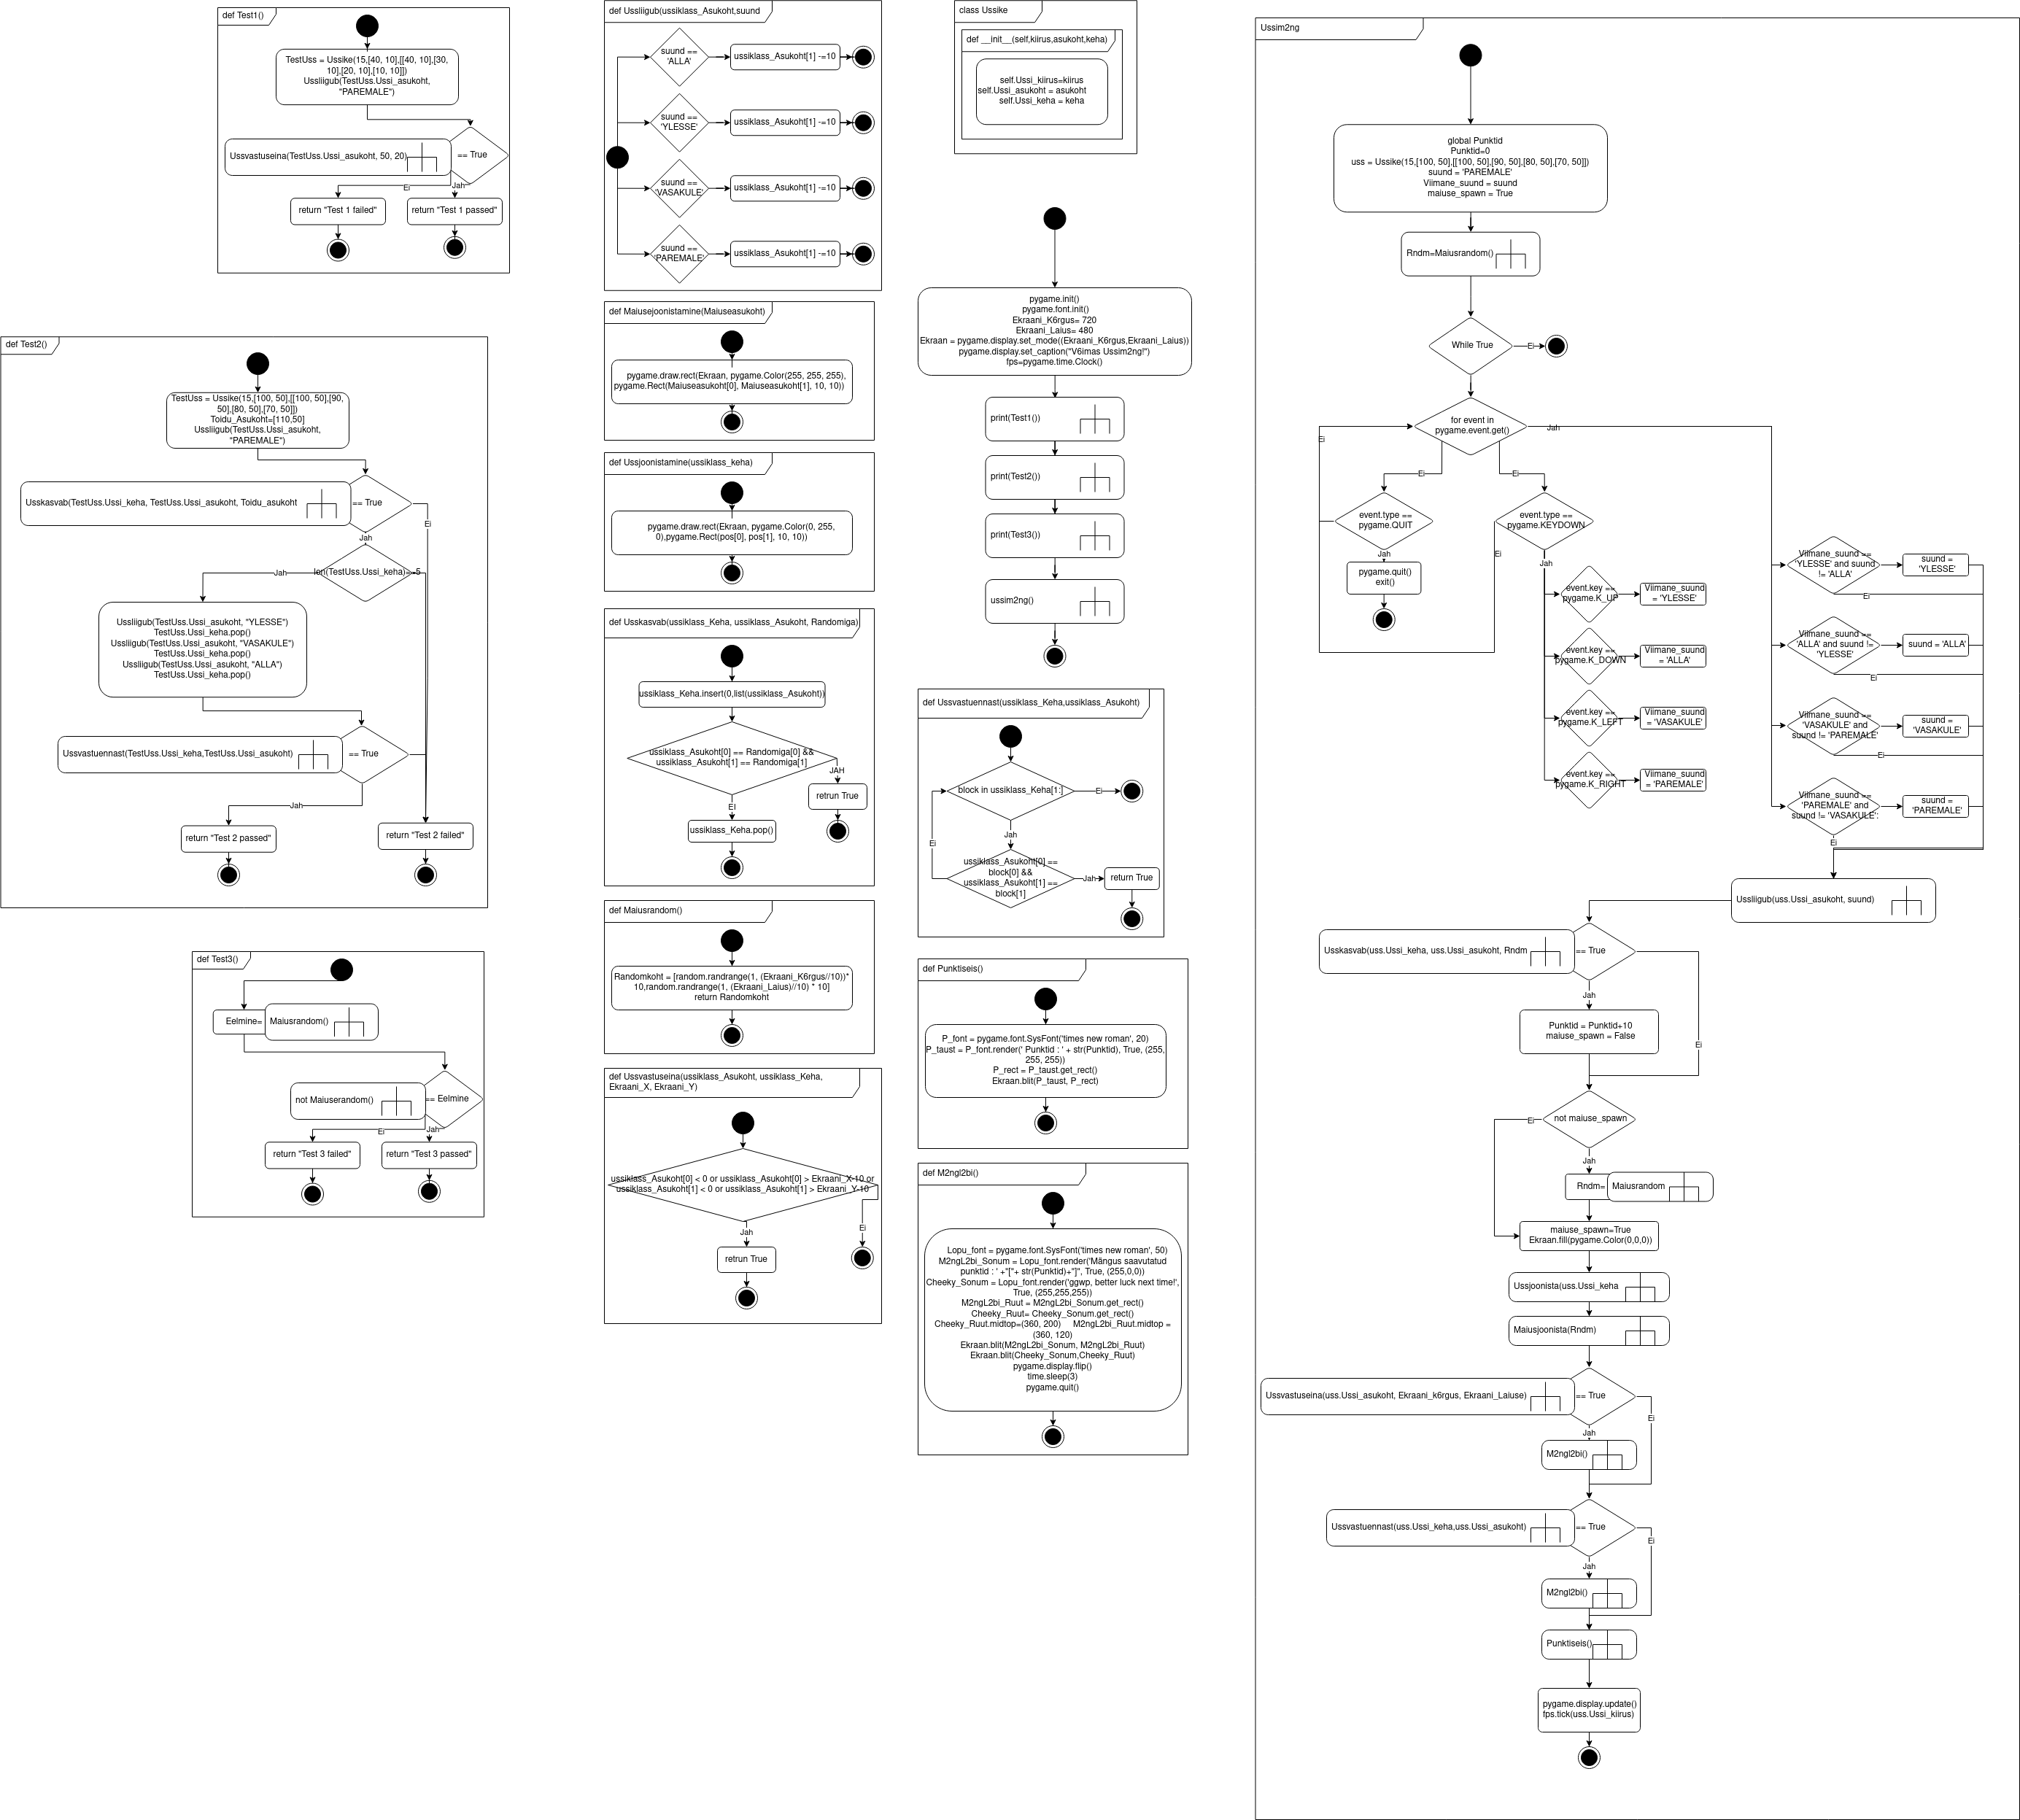 def Test1()
TestUss = Ussike(15,[40, 10],[[40, 10],[30,
10],[20, 10],[10, 10]])
Ussliigub(TestUss.Ussi_asukoht,
"PAREMALE")
Ussvastuseina(TestUss.Ussi_asukoht, 50, 20)
== True
Ei
Jah
return "Test 1 failed"
return "Test 1 passed"
def Test2()
TestUss = Ussike(15,[100, 50],[[100, 50],[90,
50],[80, 50],[70, 50]])
Toidu_Asukoht=[110,50]
Ussliigub(TestUss.Ussi_asukoht,
"PAREMALE")
Usskasvab(TestUss.Ussi_keha, TestUss.Ussi_asukoht, Toidu_asukoht
== True
Ei
Jah
len(TestUss.Ussi_keha)==5
Jah
Ussliigub(TestUss.Ussi_asukoht, "YLESSE")
TestUss.Ussi_keha.pop()
Ussliigub(TestUss.Ussi_asukoht, "VASAKULE")
TestUss.Ussi_keha.pop()
Ussliigub(TestUss.Ussi_asukoht, "ALLA")
TestUss.Ussi_keha.pop()
Ussvastuennast(TestUss.Ussi_keha,TestUss.Ussi_asukoht)
== True
Jah
return "Test 2 passed"
return "Test 2 failed"
def Test3()
Eelmine=
Maiusrandom()
not Maiuserandom()
== Eelmine
Ei
Jah
return "Test 3 failed"
return "Test 3 passed"
def Ussliigub(ussiklass_Asukoht,suund
suund ==
'ALLA'
ussiklass_Asukoht[1] -=10
suund ==
'YLESSE'
ussiklass_Asukoht[1] -=10
suund ==
'VASAKULE'
ussiklass_Asukoht[1] -=10
suund ==
'PAREMALE'
ussiklass_Asukoht[1] -=10
def Maiusejoonistamine(Maiuseasukoht)
pygame.draw.rect(Ekraan, pygame.Color(255, 255, 255),
pygame.Rect(Maiuseasukoht[0], Maiuseasukoht[1], 10, 10))
def Ussjoonistamine(ussiklass_keha)
pygame.draw.rect(Ekraan, pygame.Color(0, 255,
0),pygame.Rect(pos[0], pos[1], 10, 10))
def Usskasvab(ussiklass_Keha, ussiklass_Asukoht, Randomiga)
ussiklass_Keha.insert(0,list(ussiklass_Asukoht))
ussiklass_Asukoht[0] == Randomiga[0] &&
ussiklass_Asukoht[1] == Randomiga[1]
JAH
retrun True
EI
ussiklass_Keha.pop()
def Maiusrandom()
Randomkoht = [random.randrange(1, (Ekraani_K6rgus//10))*
10,random.randrange(1, (Ekraani_Laius)//10) * 10]
return Randomkoht
def Ussvastuseina(ussiklass_Asukoht, ussiklass_Keha,
Ekraani_X, Ekraani_Y)
ussiklass_Asukoht[0] < 0 or ussiklass_Asukoht[0] > Ekraani_X-10 or
ussiklass_Asukoht[1] < 0 or ussiklass_Asukoht[1] > Ekraani_Y-10
Jah
Ei
retrun True
class Ussike
def __init__(self,kiirus,asukoht,keha)
self.Ussi_kiirus=kiirus
self.Ussi_asukoht = asukoht
self.Ussi_keha = keha
pygame.init()
pygame.font.init()
Ekraani_K6rgus= 720
Ekraani_Laius= 480
Ekraan = pygame.display.set_mode((Ekraani_K6rgus,Ekraani_Laius))
pygame.display.set_caption("V6imas Ussim2ng!")
fps=pygame.time.Clock()
print(Test1())
print(Test2())
print(Test3())
ussim2ng()
def Ussvastuennast(ussiklass_Keha,ussiklass_Asukoht)
block in ussiklass_Keha[1:]
Ei
Jah
Ei
ussiklass_Asukoht[0] ==
block[0] &&
ussiklass_Asukoht[1] ==
block[1]
Jah
return True
def Punktiseis()
P_font = pygame.font.SysFont('times new roman', 20)
P_taust = P_font.render(' Punktid : ' + str(Punktid), True, (255,
255, 255))
P_rect = P_taust.get_rect()
Ekraan.blit(P_taust, P_rect)
def M2ngl2bi()
Lopu_font = pygame.font.SysFont('times new roman', 50)
M2ngL2bi_Sonum = Lopu_font.render('Mängus saavutatud
punktid : ' +"["+ str(Punktid)+"]", True, (255,0,0))
Cheeky_Sonum = Lopu_font.render('ggwp, better luck next time!',
True, (255,255,255))
M2ngL2bi_Ruut = M2ngL2bi_Sonum.get_rect()
Cheeky_Ruut= Cheeky_Sonum.get_rect()
Cheeky_Ruut.midtop=(360, 200) M2ngL2bi_Ruut.midtop =
(360, 120)
Ekraan.blit(M2ngL2bi_Sonum, M2ngL2bi_Ruut)
Ekraan.blit(Cheeky_Sonum,Cheeky_Ruut)
pygame.display.flip()
time.sleep(3)
pygame.quit()
Ussim2ng
global Punktid
Punktid=0
uss = Ussike(15,[100, 50],[[100, 50],[90, 50],[80, 50],[70, 50]])
suund = 'PAREMALE'
Viimane_suund = suund
maiuse_spawn = True
Rndm=Maiusrandom()
While True
Ei
for event in
pygame.event.get()
Jah
Ei
Ei
Ei
event.type ==
pygame.QUIT
event.type ==
pygame.KEYDOWN
Jah
Ei
Jah
pygame.quit()
exit()
event.key ==
pygame.K_UP
Viimane_suund
= 'YLESSE'
event.key ==
pygame.K_DOWN
Viimane_suund
= 'ALLA'
event.key ==
pygame.K_LEFT
Viimane_suund
= 'VASAKULE'
event.key ==
pygame.K_RIGHT
Viimane_suund
= 'PAREMALE'
Viimane_suund ==
'YLESSE' and suund
!= 'ALLA'
suund =
'YLESSE'
Ei
Viimane_suund ==
'ALLA' and suund !=
'YLESSE'
suund = 'ALLA'
Ei
Viimane_suund ==
'VASAKULE' and
suund != 'PAREMALE'
suund =
'VASAKULE'
Ei
Viimane_suund ==
'PAREMALE' and
suund != 'VASAKULE':
suund =
'PAREMALE'
Ei
Ussliigub(uss.Ussi_asukoht, suund)
Usskasvab(uss.Ussi_keha, uss.Ussi_asukoht, Rndm
== True
Jah
Ei
Punktid = Punktid+10
maiuse_spawn = False
not maiuse_spawn
Ei
Jah
Rndm=
Maiusrandom
maiuse_spawn=True
Ekraan.fill(pygame.Color(0,0,0))
Ussjoonista(uss.Ussi_keha
Maiusjoonista(Rndm)
Ussvastuseina(uss.Ussi_asukoht, Ekraani_k6rgus, Ekraani_Laiuse)
== True
Ei
Jah
M2ngl2bi()
Ussvastuennast(uss.Ussi_keha,uss.Ussi_asukoht)
== True
Ei
Jah
M2ngl2bi()
Punktiseis()
pygame.display.update()
fps.tick(uss.Ussi_kiirus)